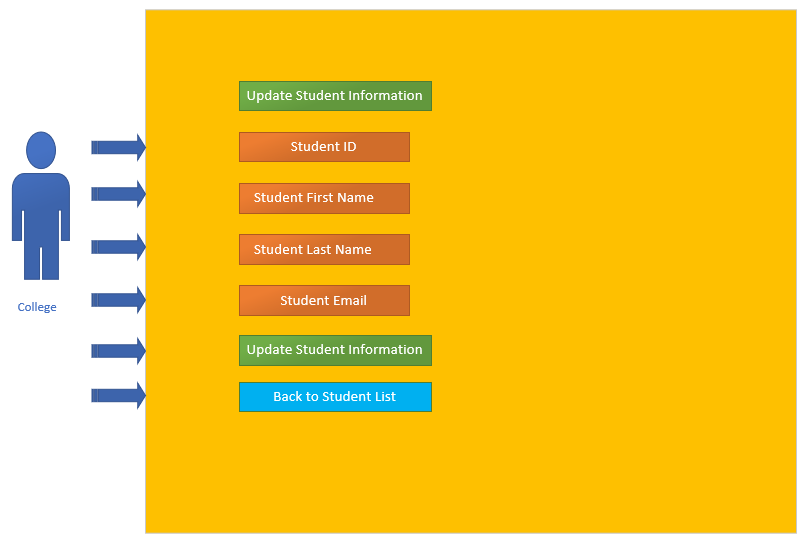 Update Student Information
Student ID
Student First Name
Student Last Name
Student Email
College
Update Student Information
Back to Student List